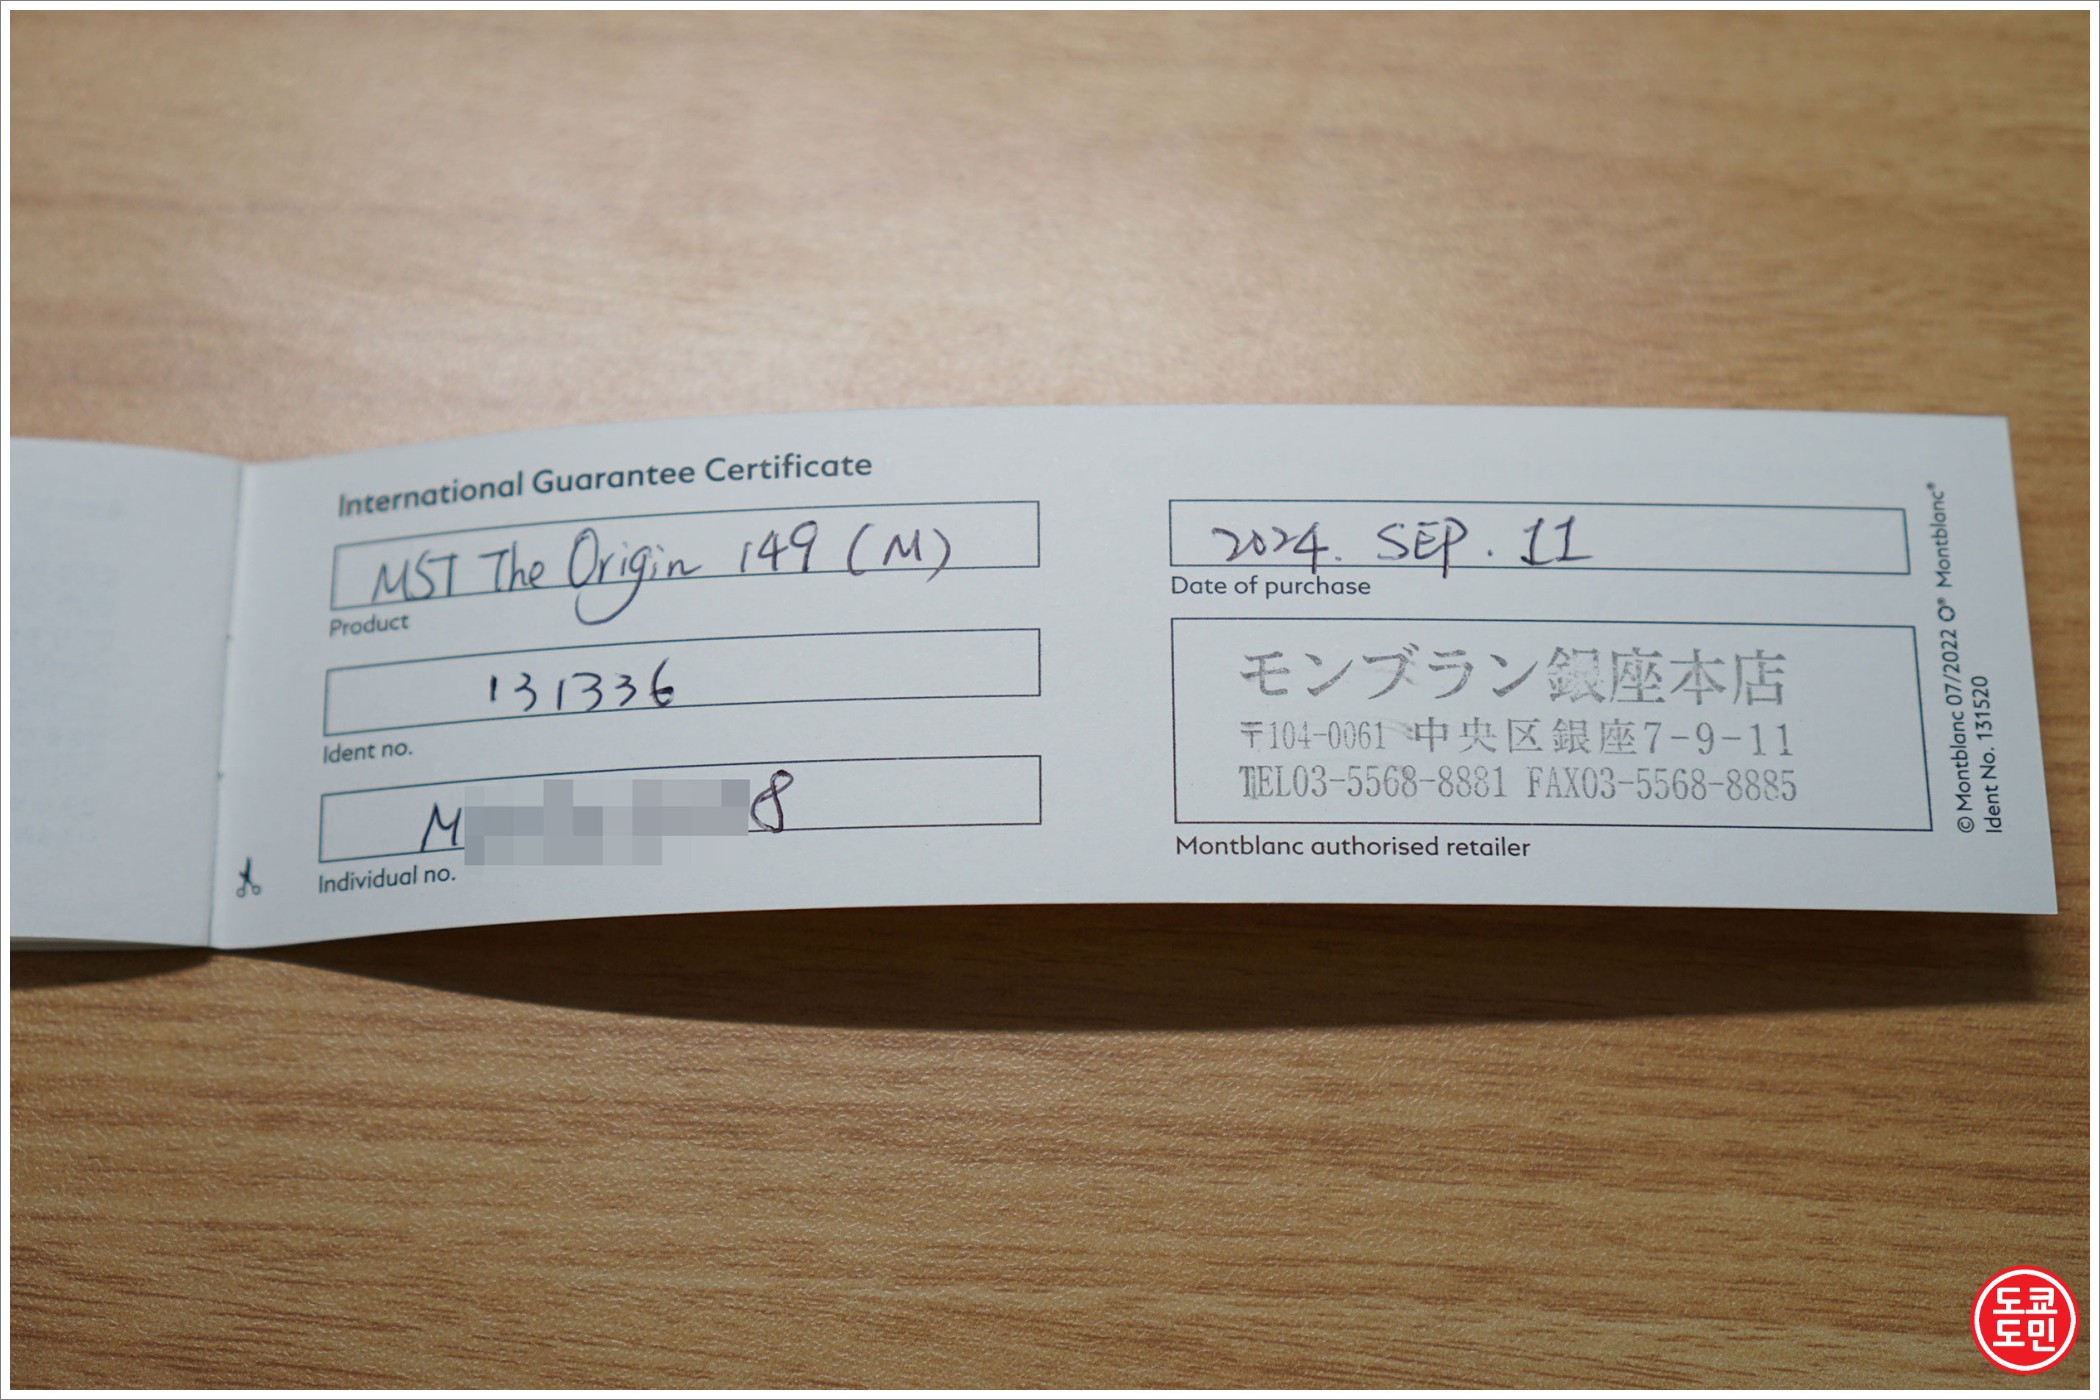 International Guarantee Certificate
MST The Origin 149 (M)
Product
131336
Ident no.
M
8
Individual no.
2024. SEP. 11
Date of purchase
モンブラン銀座本店
〒104-0061 中央区銀座7-9-11
TEL03-5568-8881 FAX03-5568-8885
Montblanc authorised retailer
© Montblanc 07/2022 Montblanc®
Ident No. 131520
도쿄
도민